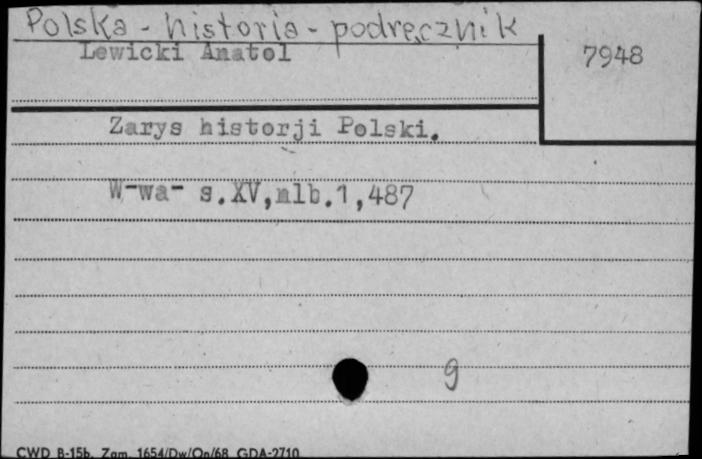 Polska - historia - podręcznik
Lewicki Anatol
7948
Zarys historji Polski.
W-wa- s.XV,nlb.1,487
9
CWD B-15b. Zam. 1654/Dw/On/68 GDA-2710